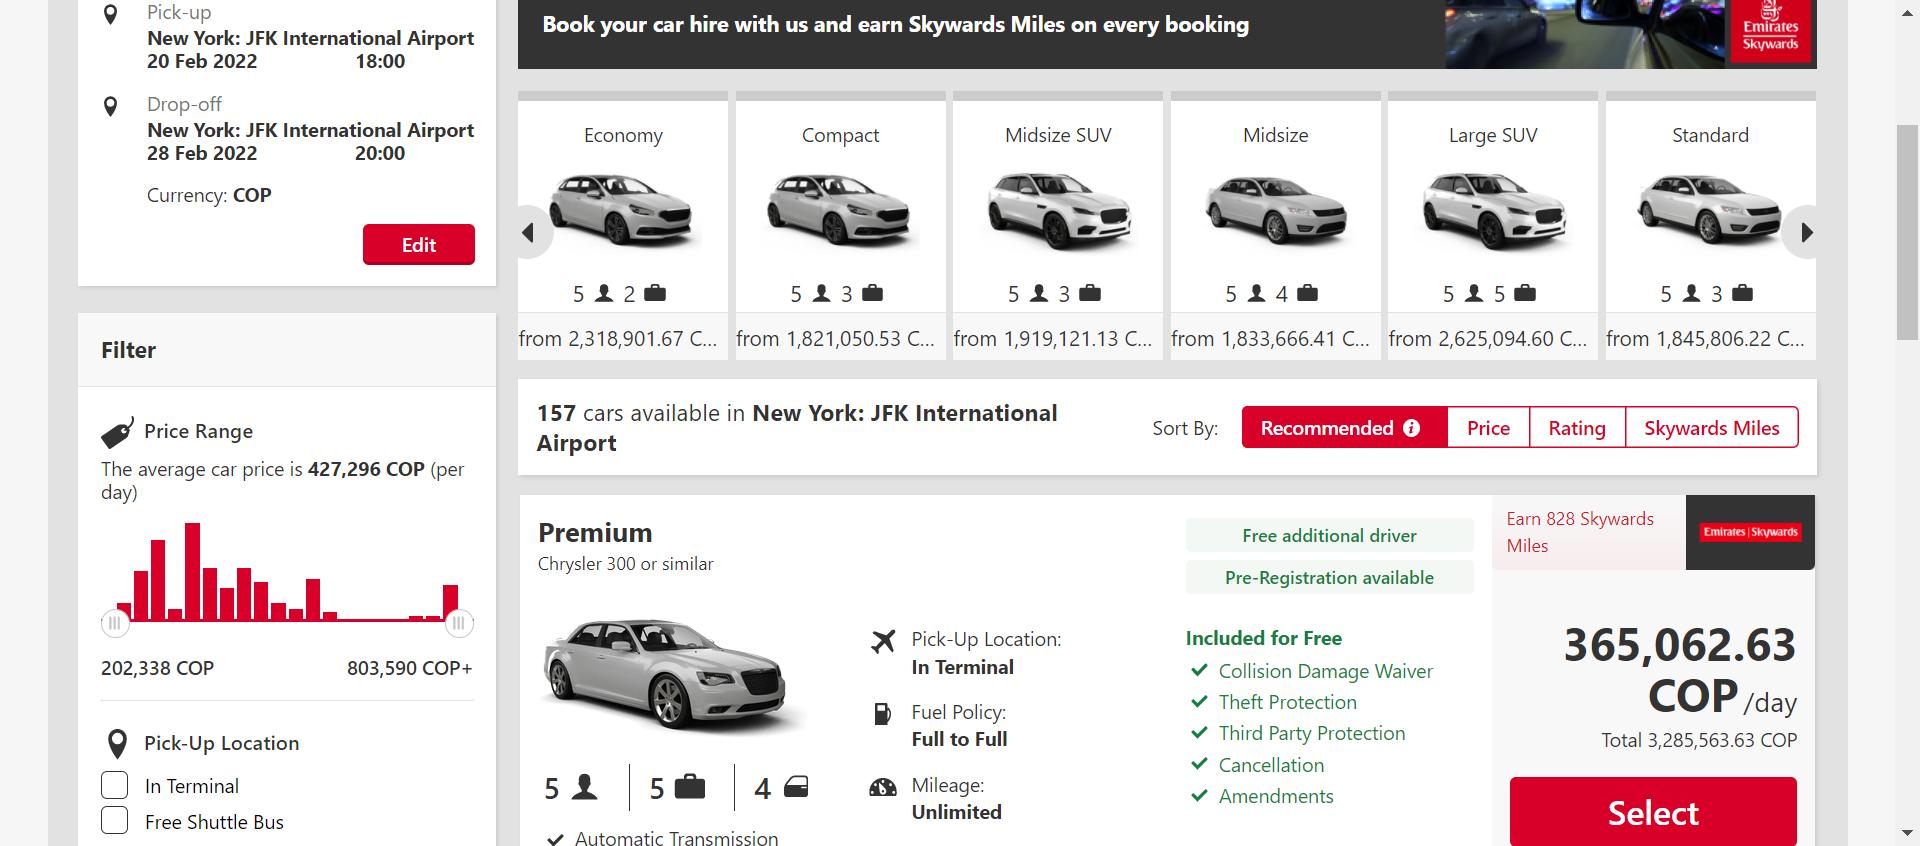 Pick-up
New York: JFK International Airport
20 Feb 2022 18:00
Drop-off
New York: JFK International Airport
28 Feb 2022 20:00
Currency: COP
Edit
Filter
Price Range
The average car price is 427,296 COP (per
day)
202,338 COP 803,590 COP+
Pick-Up Location
In Terminal
Free Shuttle Bus
Book your car hire with us and earn Skywards Miles on every booking
Emirates
Skywards
Economy
5 2
from 2,318,901.67 C...
Compact
5 3
from 1,821,050.53 C...
Midsize SUV
5 3
from 1,919,121.13 C...
Midsize
5 4
from 1,833,666.41 C...
Large SUV
5 5
from 2,625,094.60 C...
Standard
5 3
from 1,845,806.22 C...
157 cars available in New York: JFK International
Airport
Sort By: Recommended i Price Rating Skywards Miles
Premium
Chrysler 300 or similar
5 5 4
Automatic Transmission
Pick-Up Location:
In Terminal
Fuel Policy:
Full to Full
Mileage:
Unlimited
Free additional driver
Pre-Registration available
Included for Free
Collision Damage Waiver
Theft Protection
Third Party Protection
Cancellation
Amendments
Earn 828 Skywards
Miles
Emirates | Skywards
365,062.63
COP /day
Total 3,285,563.63 COP
Select